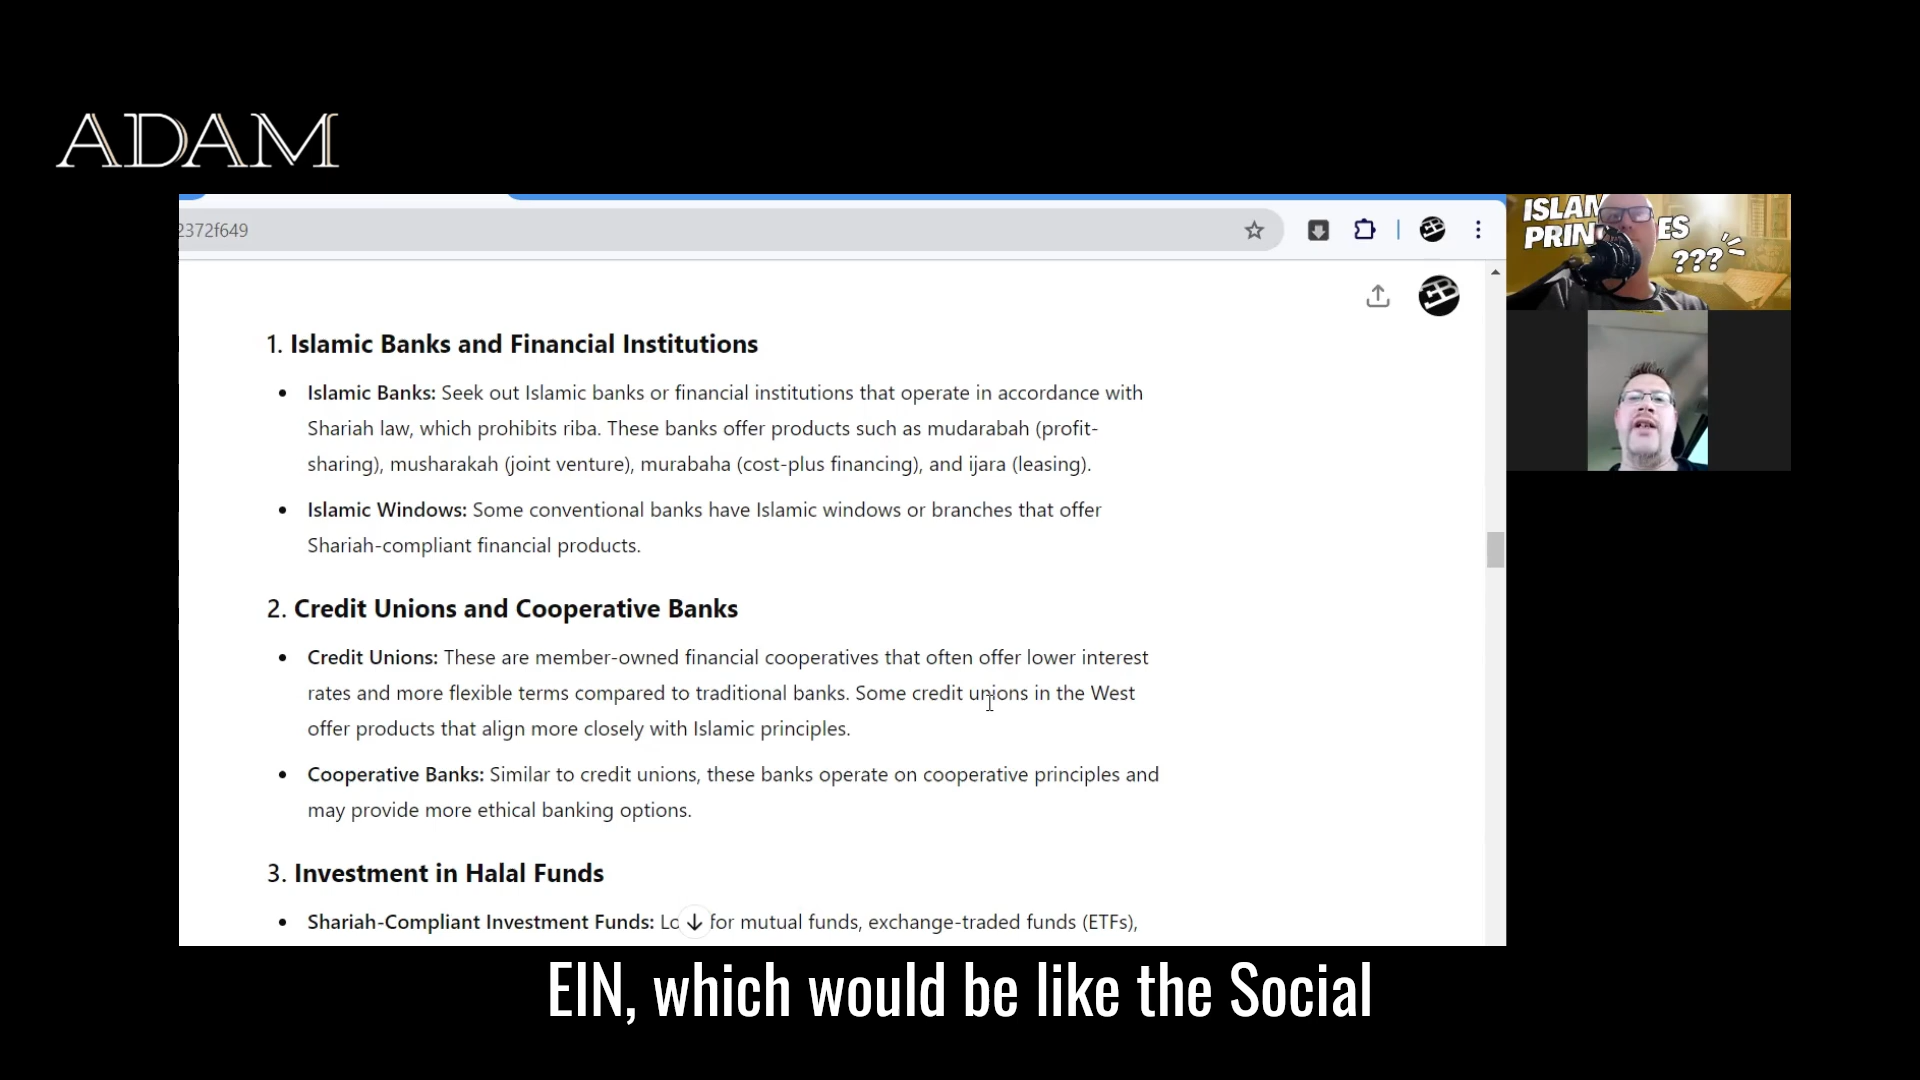 ADAM
2372f649
ISLAM
PRIN ES
???
1. Islamic Banks and Financial Institutions
• Islamic Banks: Seek out Islamic banks or financial institutions that operate in accordance with
Shariah law, which prohibits riba. These banks offer products such as mudarabah (profit-
sharing), musharakah (joint venture), murabaha (cost-plus financing), and ijara (leasing).
• Islamic Windows: Some conventional banks have Islamic windows or branches that offer
Shariah-compliant financial products.
2. Credit Unions and Cooperative Banks
• Credit Unions: These are member-owned financial cooperatives that often offer lower interest
rates and more flexible terms compared to traditional banks. Some credit unions in the West
offer products that align more closely with Islamic principles.
• Cooperative Banks: Similar to credit unions, these banks operate on cooperative principles and
may provide more ethical banking options.
3. Investment in Halal Funds
• Shariah-Compliant Investment Funds: Lo for mutual funds, exchange-traded funds (ETFs),
EIN, which would be like the Social